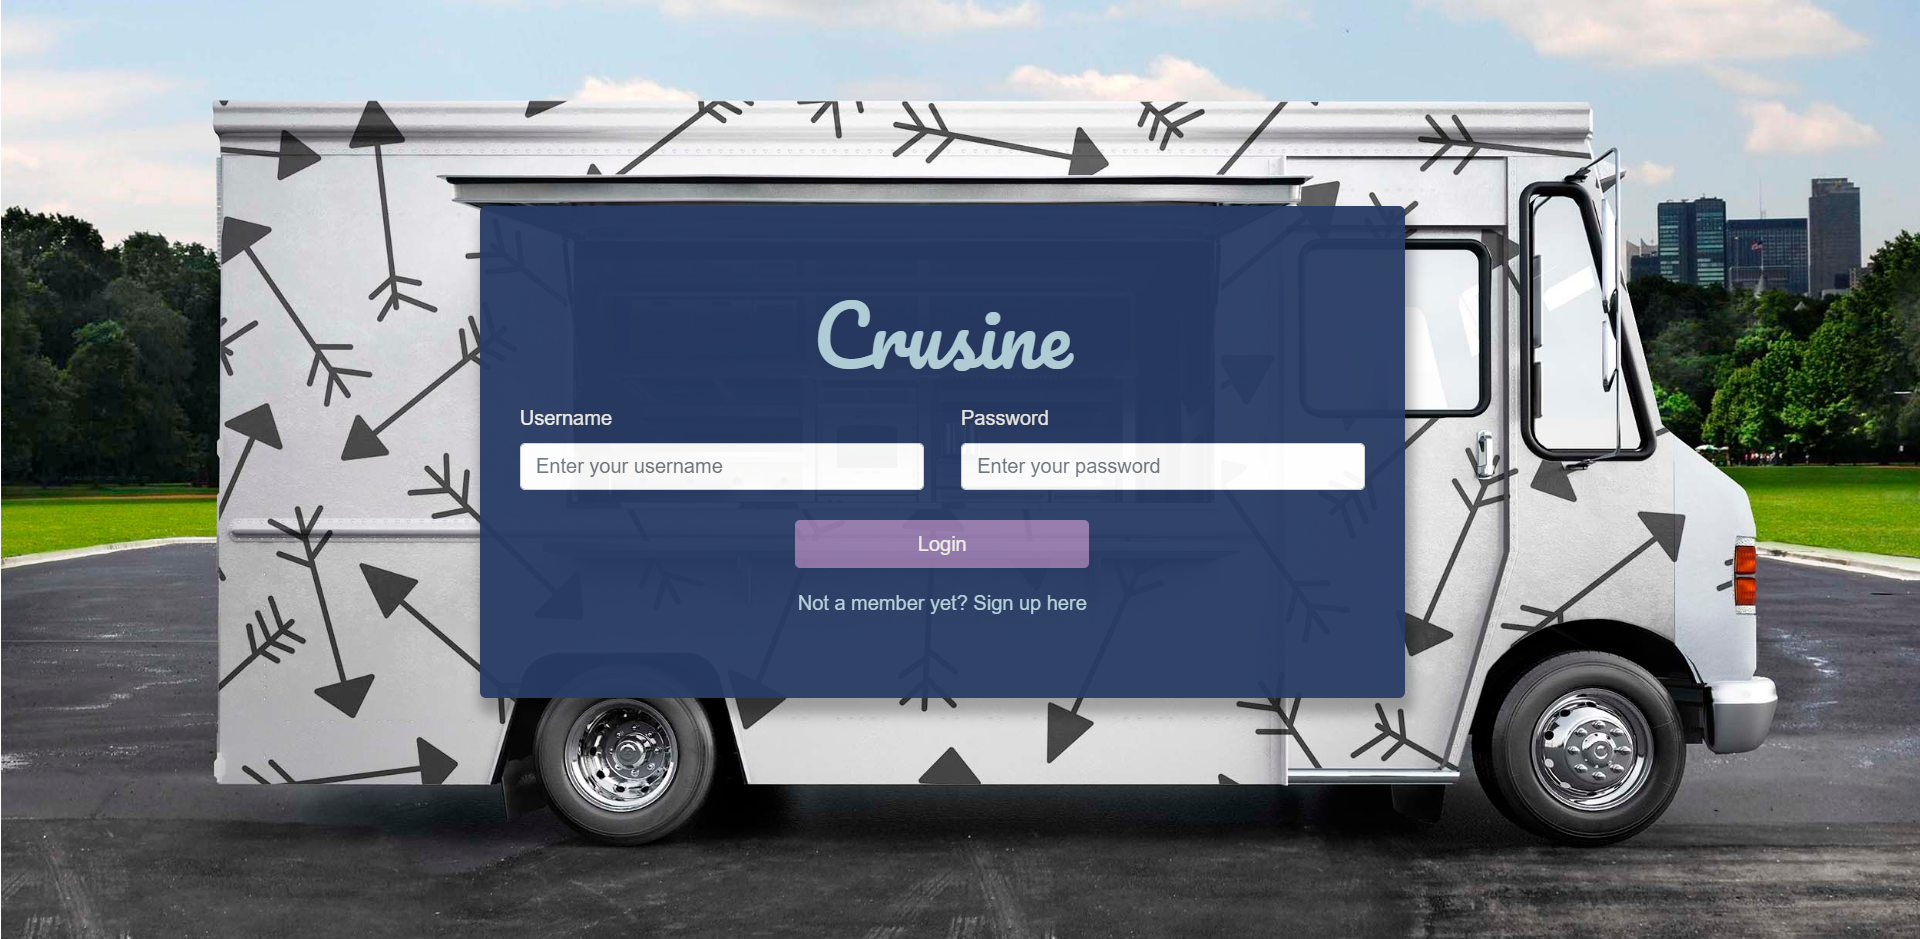 Crusine
Username
Password
Enter your username
Enter your password
Login
Not a member yet? Sign up here